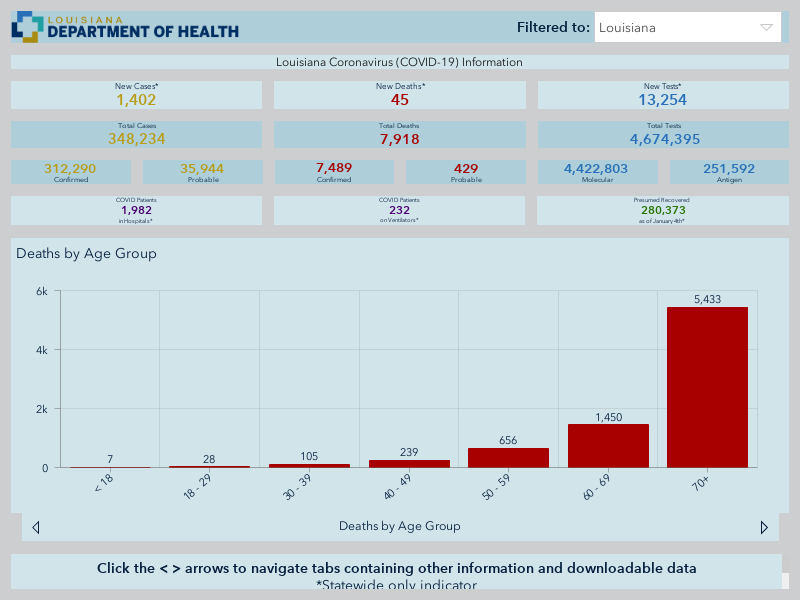 LOUISIANA
DEPARTMENT OF HEALTH
Filtered to:
Louisiana
Louisiana Coronavirus (COVID-19) Information
New Cases*
1,402
New Deaths*
45
New Tests*
13,254
Total Cases
348,234
Total Deaths
7,918
Total Tests
4,674,395
312,290
Confirmed
35,944
Probable
7,489
Confirmed
429
Probable
4,422,803
Molecular
251,592
Antigen
COVID Patients
1,982
in Hospitals*
COVID Patients
232
on Ventilators*
Presumed Recovered
280,373
as of January 4th*
Deaths by Age Group
6k
4k
2k
0
7
28
105
239
656
1,450
5,433
< 18
18 - 29
30 - 39
40 - 49
50 - 59
60 - 69
70+
Deaths by Age Group
Click the < > arrows to navigate tabs containing other information and downloadable data
*Statewide only indicator